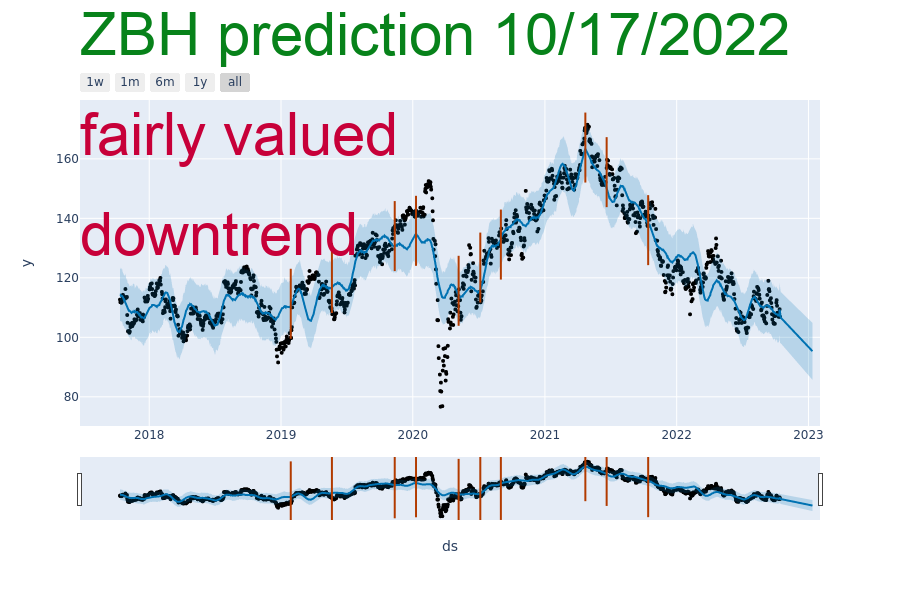 ZBH prediction 10/17/2022
1w 1m 6m 1y all
fairly valued
downtrend
160
140
120
100
80
y
2018 2019 2020 2021 2022 2023
ds